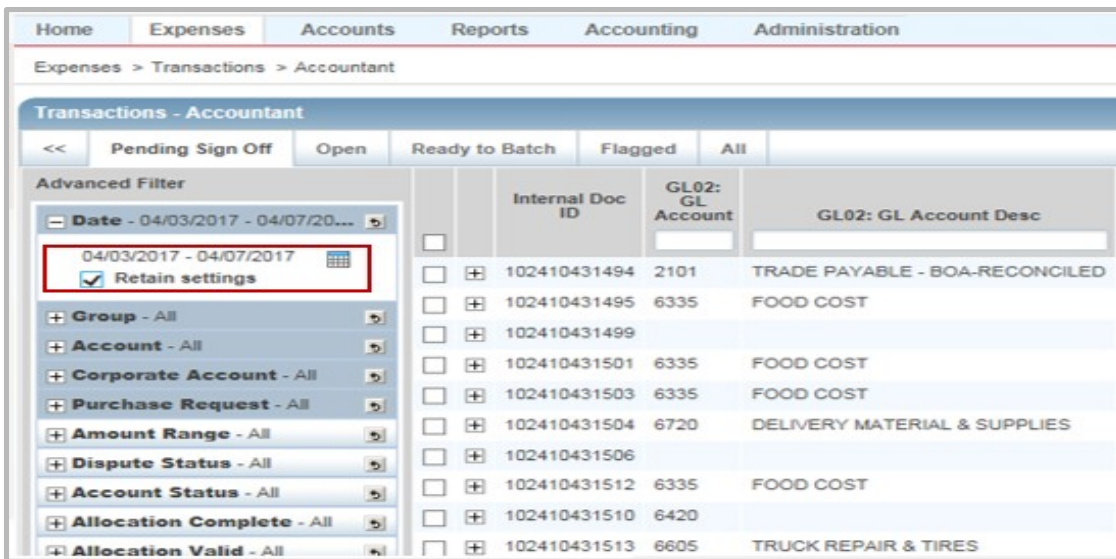 Home Expenses Accounts Reports Accounting Administration
Expenses > Transactions > Accountant
Transactions - Accountant
<< Pending Sign Off Open Ready to Batch Flagged All
Advanced Filter
Date - 04/03/2017 - 04/07/20...
04/03/2017 - 04/07/2017
Retain settings
Group - All
Account - All
Corporate Account - All
Purchase Request - All
Amount Range - All
Dispute Status - All
Account Status - All
Allocation Complete - All
Allocation Valid - All
Internal Doc ID GL02: GL Account GL02: GL Account Desc
102410431494 2101 TRADE PAYABLE - BOA-RECONCILED
102410431495 6335 FOOD COST
102410431499
102410431501 6335 FOOD COST
102410431503 6335 FOOD COST
102410431504 6720 DELIVERY MATERIAL & SUPPLIES
102410431506
102410431512 6335 FOOD COST
102410431510 6420
102410431513 6605 TRUCK REPAIR & TIRES